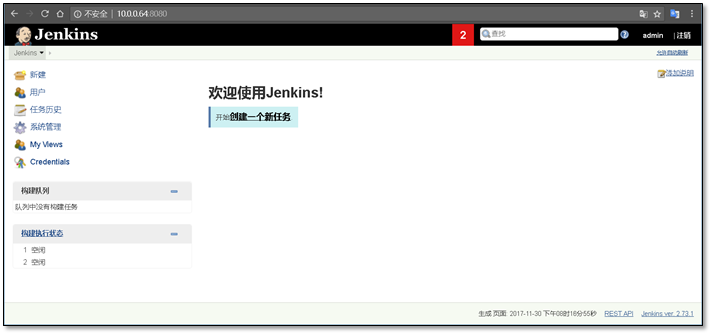 不安全 | 10.0.0.64:8080
Jenkins
2
查找
admin
| 注销
Jenkins
允许自动刷新
新建
用户
任务历史
系统管理
My Views
Credentials
添加说明
欢迎使用Jenkins!
开始创建一个新任务
构建队列
队列中没有构建任务
构建执行状态
1 空闲
2 空闲
生成页面: 2017-11-30 下午08时16分55秒 REST API Jenkins ver. 2.73.1